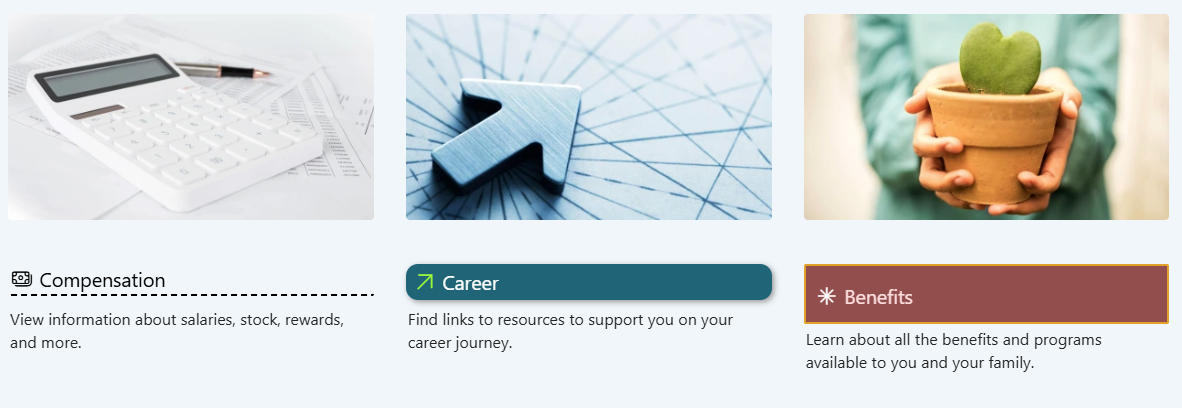 Compensation
View information about salaries, stock, rewards,
and more.
Career
Find links to resources to support you on your
career journey.
Benefits
Learn about all the benefits and programs
available to you and your family.